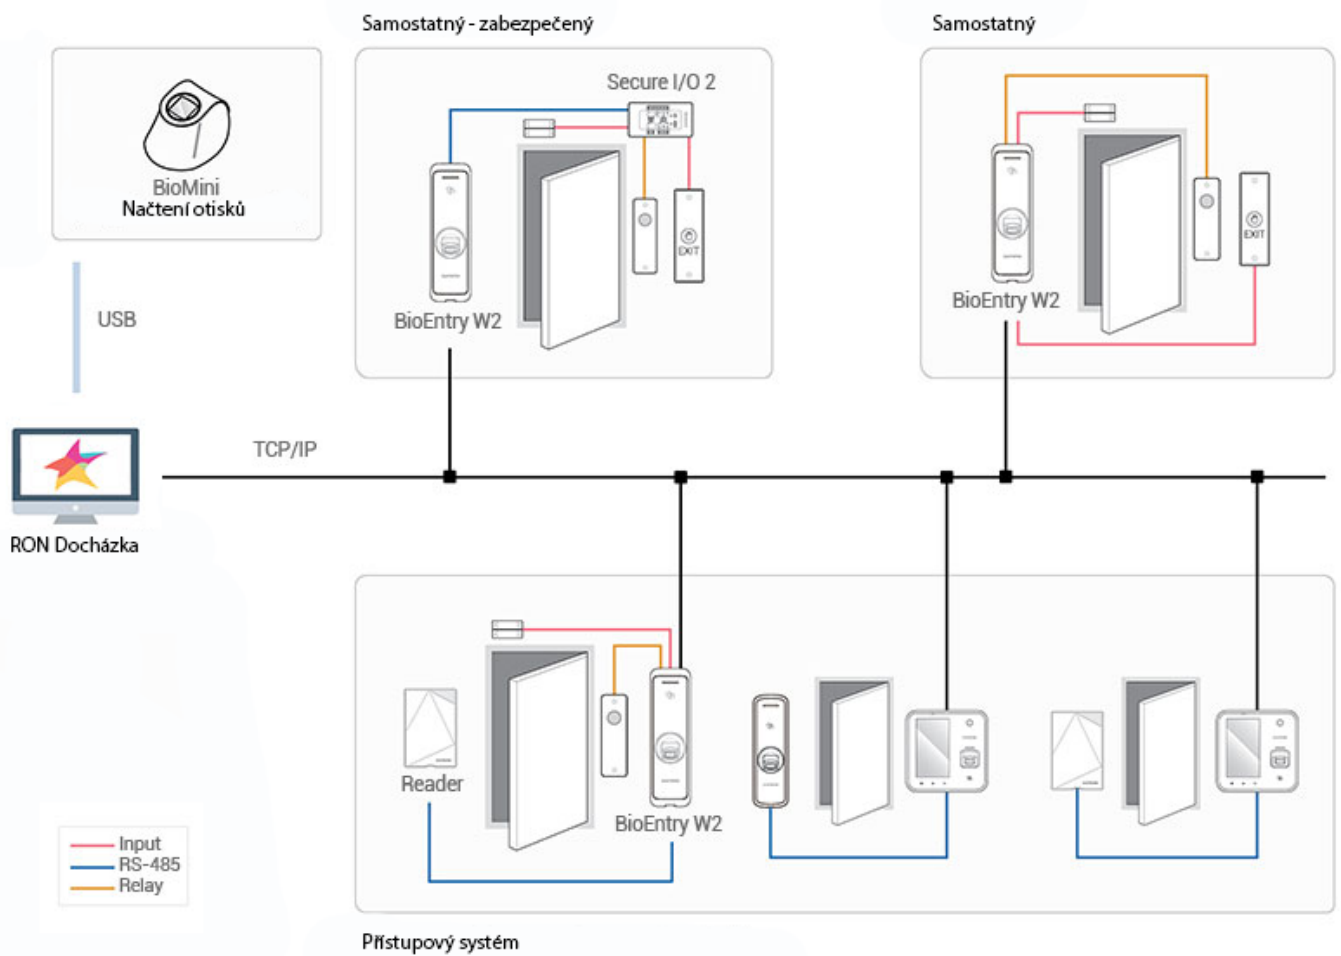 Samostatný - zabezpečený
Samostatný
Secure I/O 2
EXIT
BioEntry W2
EXIT
BioEntry W2
BioMini
Načtení otisků
USB
TCP/IP
RON Docházka
Reader
BioEntry W2
Input
RS-485
Relay
Přístupový systém